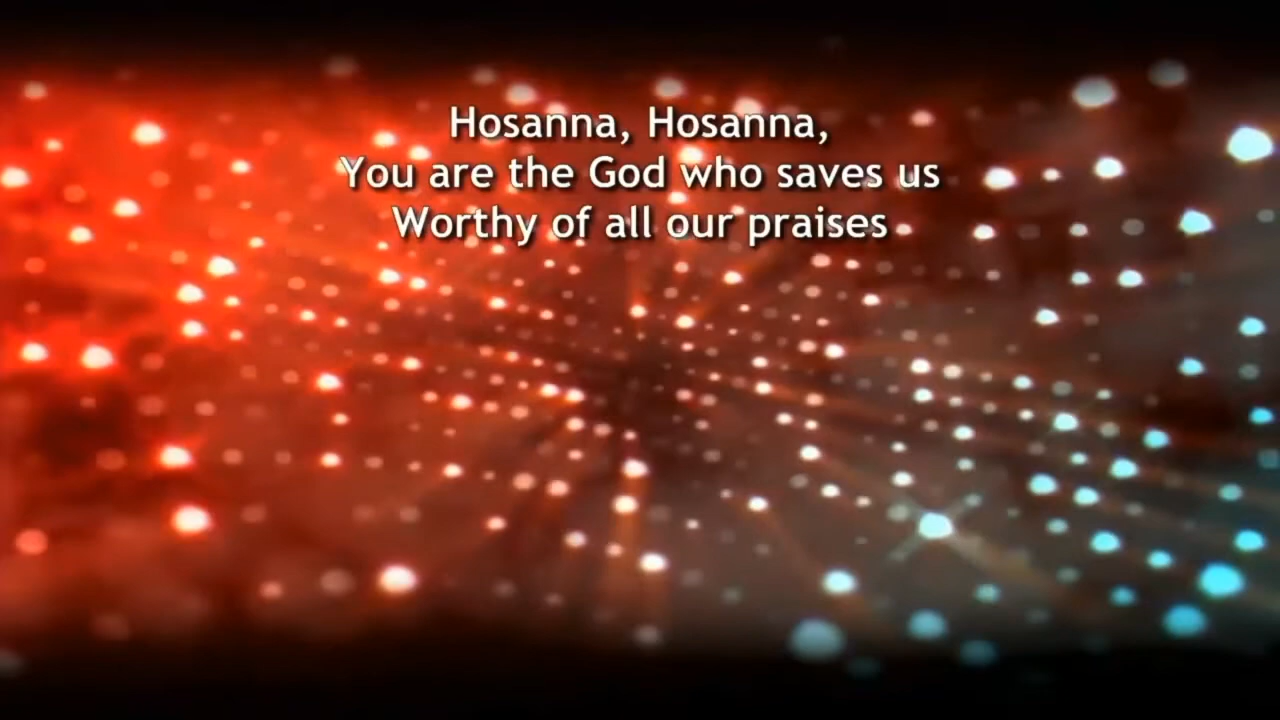 Hosanna, Hosanna,
You are the God who saves us
Worthy of all our praises